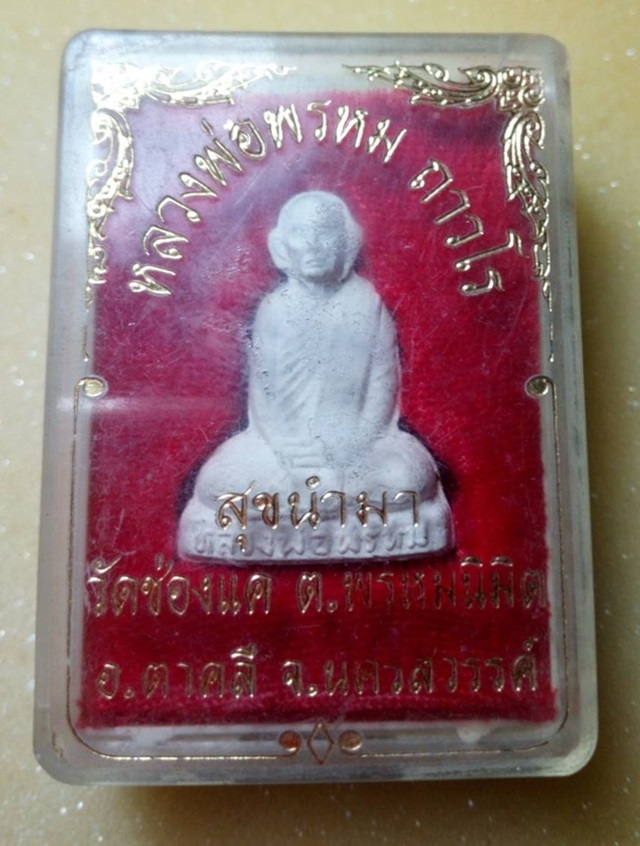 หลวงพ่อพรหม ถาวโร
สุขนำมา
หลวงพ่อพรหม
วัดช่องแค ต.พรหมนิมิต
อ.ตาคลี จ.นครสวรรค์